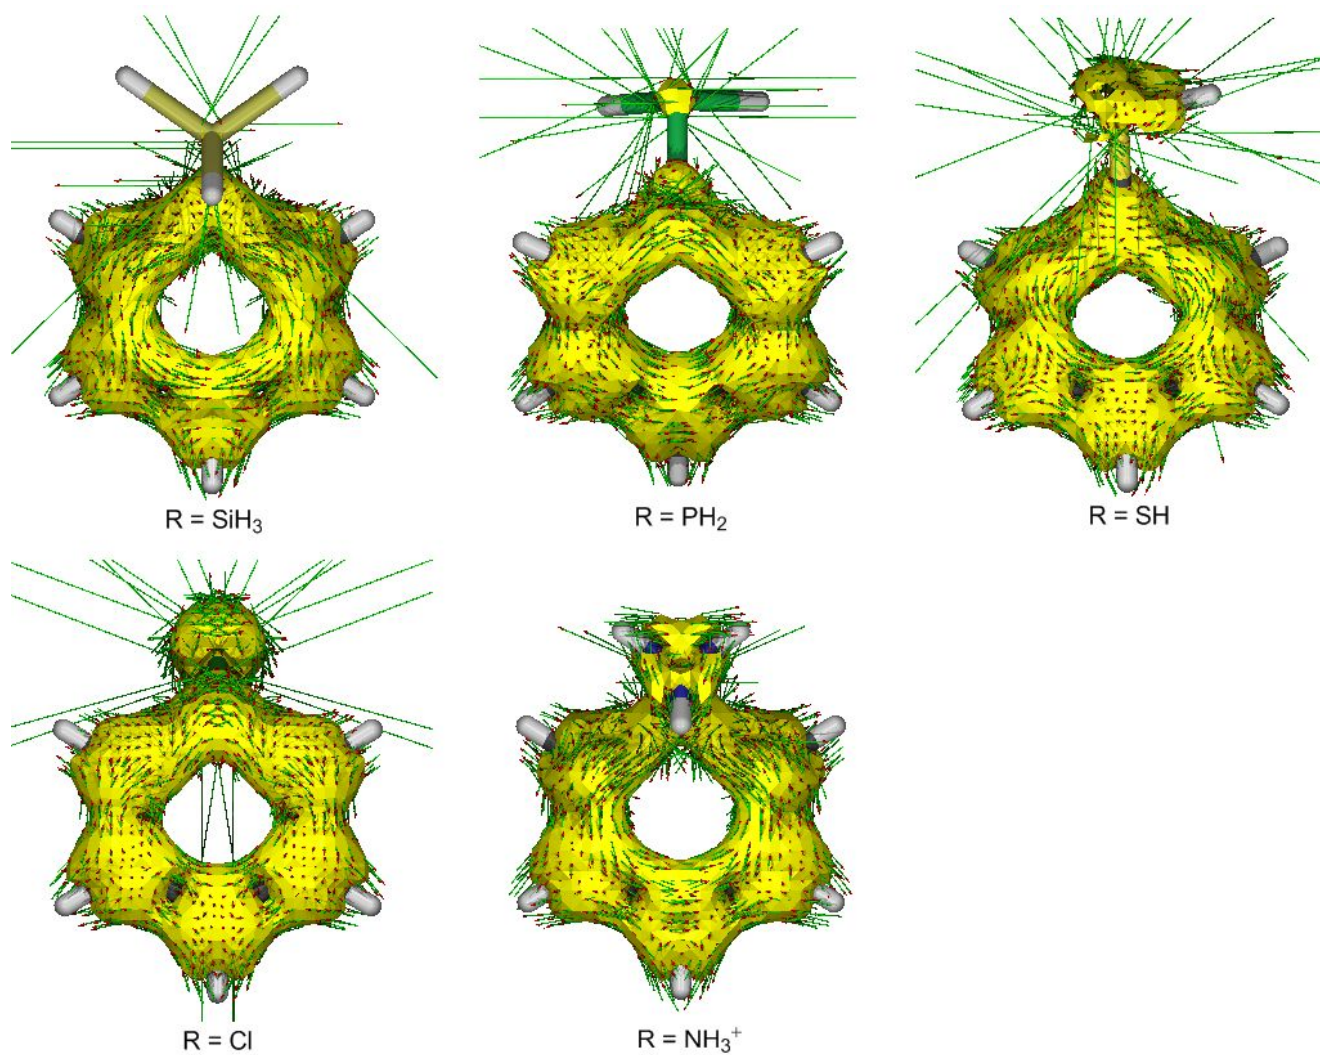 R = SiH₃
R = PH₂
R = SH
R = Cl
R = NH₃⁺